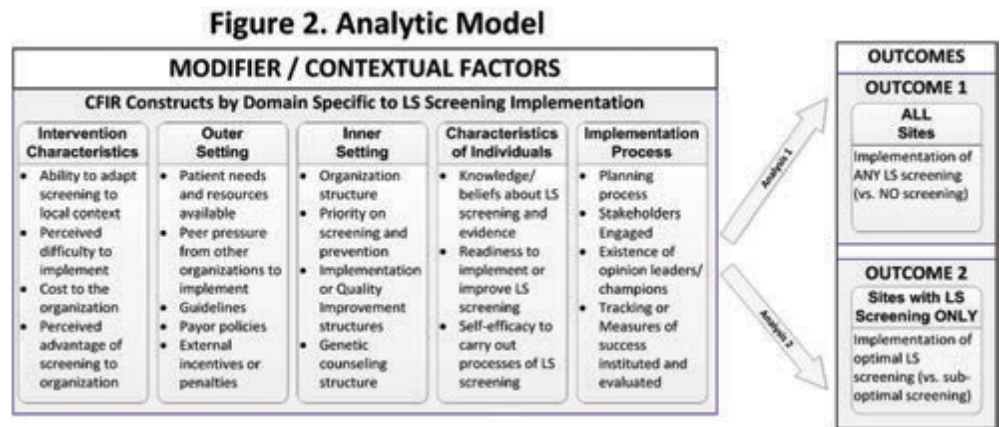 Figure 2. Analytic Model
MODIFIER / CONTEXTUAL FACTORS
CFIR Constructs by Domain Specific to LS Screening Implementation
Intervention
Characteristics
• Ability to adapt
screening to
local context
• Perceived
difficulty to
implement
• Cost to the
organization
• Perceived
advantage of
screening to
organization
Outer
Setting
• Patient needs
and resources
available
• Peer pressure
from other
organizations to
implement
• Guidelines
• Payor policies
• External
incentives or
penalties
Inner
Setting
• Organization
structure
• Priority on
screening and
prevention
• Implementation
or Quality
Improvement
structures
• Genetic
counseling
structure
Characteristics
of Individuals
• Knowledge/
beliefs about LS
screening and
evidence
• Readiness to
implement or
improve LS
screening
• Self-efficacy to
carry out
processes of LS
screening
Implementation
Process
• Planning
process
• Stakeholders
Engaged
• Existence of
opinion leaders/
champions
• Tracking or
Measures of
success
instituted and
evaluated
Analysis 1
Analysis 2
OUTCOMES
OUTCOME 1
ALL
Sites
Implementation of
ANY LS screening
(vs. NO screening)
OUTCOME 2
Sites with LS
Screening ONLY
Implementation of
optimal LS
screening (vs. sub-
optimal screening)